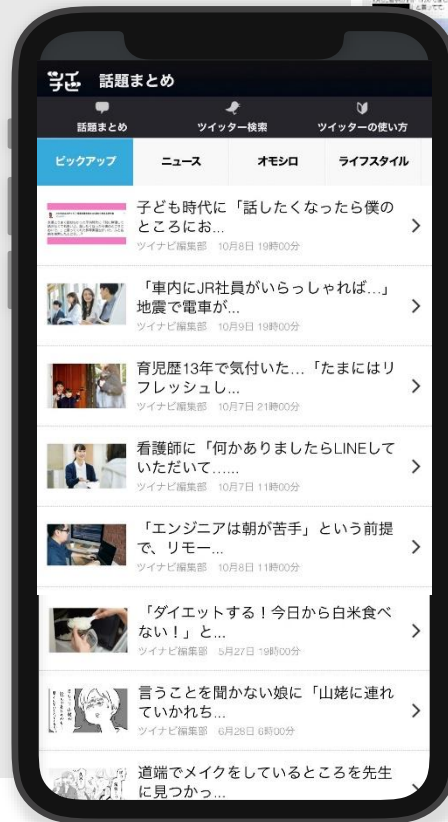 ツイナビ 話題まとめ
話題まとめ ツイッター検索 ツイッターの使い方
ピックアップ ニュース オモシロ ライフスタイル
子ども時代に「話したくなったら僕の
ところにお...
ツイナビ編集部 10月8日 19時00分
「車内にJR社員がいらっしゃれば…」
地震で電車が...
ツイナビ編集部 10月9日 19時00分
育児歴13年で気付いた…「たまにはリ
フレッシュし...
ツイナビ編集部 10月7日 21時00分
看護師に「何かありましたらLINEして
いただいて……
ツイナビ編集部 10月7日 11時00分
「エンジニアは朝が苦手」という前提
で、リモー...
ツイナビ編集部 10月8日 11時00分
「ダイエットする!今日から白米食べ
ない!」と...
ツイナビ編集部 5月27日 19時00分
言うことを聞かない娘に「山姥に連れ
ていかれち...
ツイナビ編集部 6月28日 6時00分
道端でメイクをしているところを先生
に見つかっ...